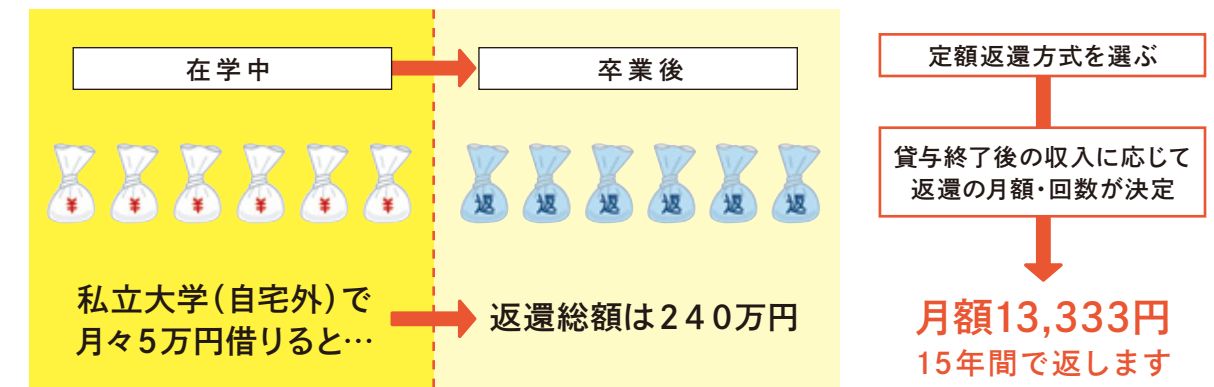 在学中
卒業後
¥ ¥ ¥ ¥ ¥ ¥
返 返 返 返 返 返
私立大学(自宅外)で
月々5万円借りると…
返還総額は240万円
定額返還方式を選ぶ
貸与終了後の収入に応じて
返還の月額・回数が決定
月額13,333円
15年間で返します